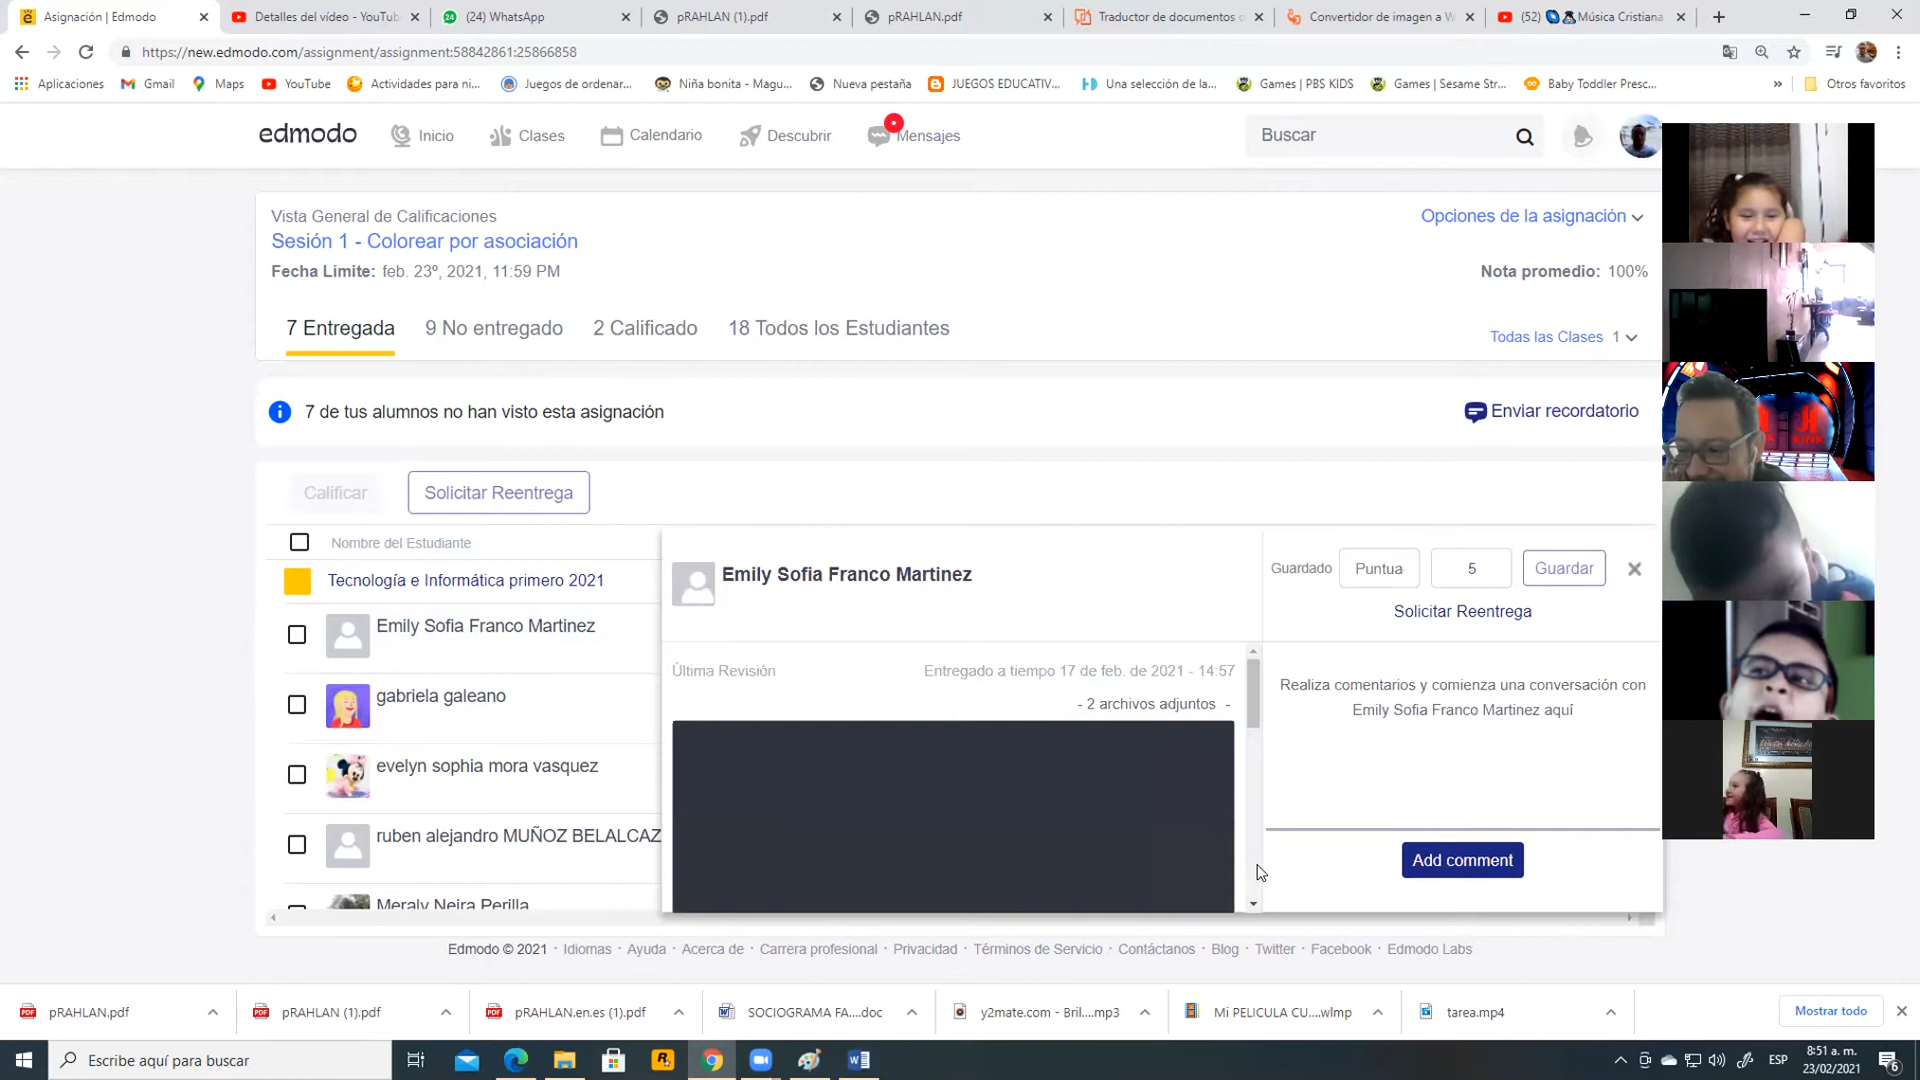 Asignación | Edmodo
Detalles del vídeo - YouTub
(24) WhatsApp
pRAHLAN (1).pdf
pRAHLAN.pdf
Traductor de documentos o
Convertidor de imagen a W
(52) Música Cristiana
https://new.edmodo.com/assignment/assignment:58842861:25866858
Aplicaciones
Gmail
Maps
YouTube
Actividades para ni...
Juegos de ordenar...
Niña bonita - Magu...
Nueva pestaña
JUEGOS EDUCATIV...
Una selección de la...
Games | PBS KIDS
Games | Sesame Str...
Baby Toddler Presc...
»
Otros favoritos
edmodo
Inicio
Clases
Calendario
Descubrir
Mensajes
Buscar
Vista General de Calificaciones
Opciones de la asignación
Sesión 1 - Colorear por asociación
Fecha Límite: feb. 23º, 2021, 11:59 PM
Nota promedio: 100%
7 Entregada
9 No entregado
2 Calificado
18 Todos los Estudiantes
Todas las Clases 1
7 de tus alumnos no han visto esta asignación
Enviar recordatorio
Calificar
Solicitar Reentrega
Nombre del Estudiante
Tecnología e Informática primero 2021
Emily Sofia Franco Martinez
gabriela galeano
evelyn sophia mora vasquez
ruben alejandro MUÑOZ BELALCAZ
Meraly Neira Perilla
Emily Sofia Franco Martinez
Guardado
Puntua
5
Guardar
Solicitar Reentrega
Última Revisión
Entregado a tiempo 17 de feb. de 2021 - 14:57
- 2 archivos adjuntos -
Realiza comentarios y comienza una conversación con
Emily Sofia Franco Martinez aquí
Add comment
Edmodo © 2021 · Idiomas · Ayuda · Acerca de · Carrera profesional · Privacidad · Términos de Servicio · Contáctanos · Blog · Twitter · Facebook · Edmodo Labs
pRAHLAN.pdf
pRAHLAN (1).pdf
pRAHLAN.en.es (1).pdf
SOCIOGRAMA FA....doc
y2mate.com - Bril....mp3
Mi PELICULA CU....wlmp
tarea.mp4
Mostrar todo
Escribe aquí para buscar
ESP
8:51 a. m.
23/02/2021
6